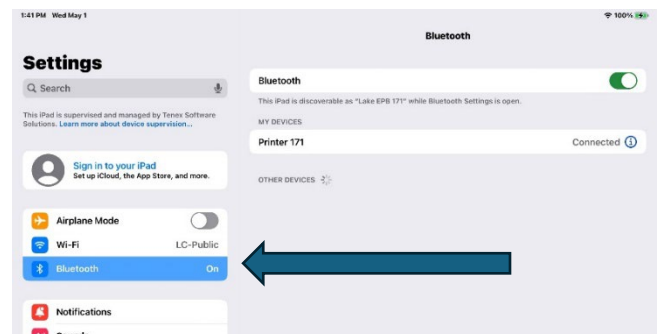 1:41 PM Wed May 1
100%
Settings
Search
This iPad is supervised and managed by Tenex Software
Solutions. Learn more about device supervision...
Sign in to your iPad
Set up iCloud, the App Store, and more.
Airplane Mode
Wi-Fi LC-Public
Bluetooth On
Notifications
Bluetooth
Bluetooth
This iPad is discoverable as "Lake EPB 171" while Bluetooth Settings is open.
MY DEVICES
Printer 171 Connected
OTHER DEVICES